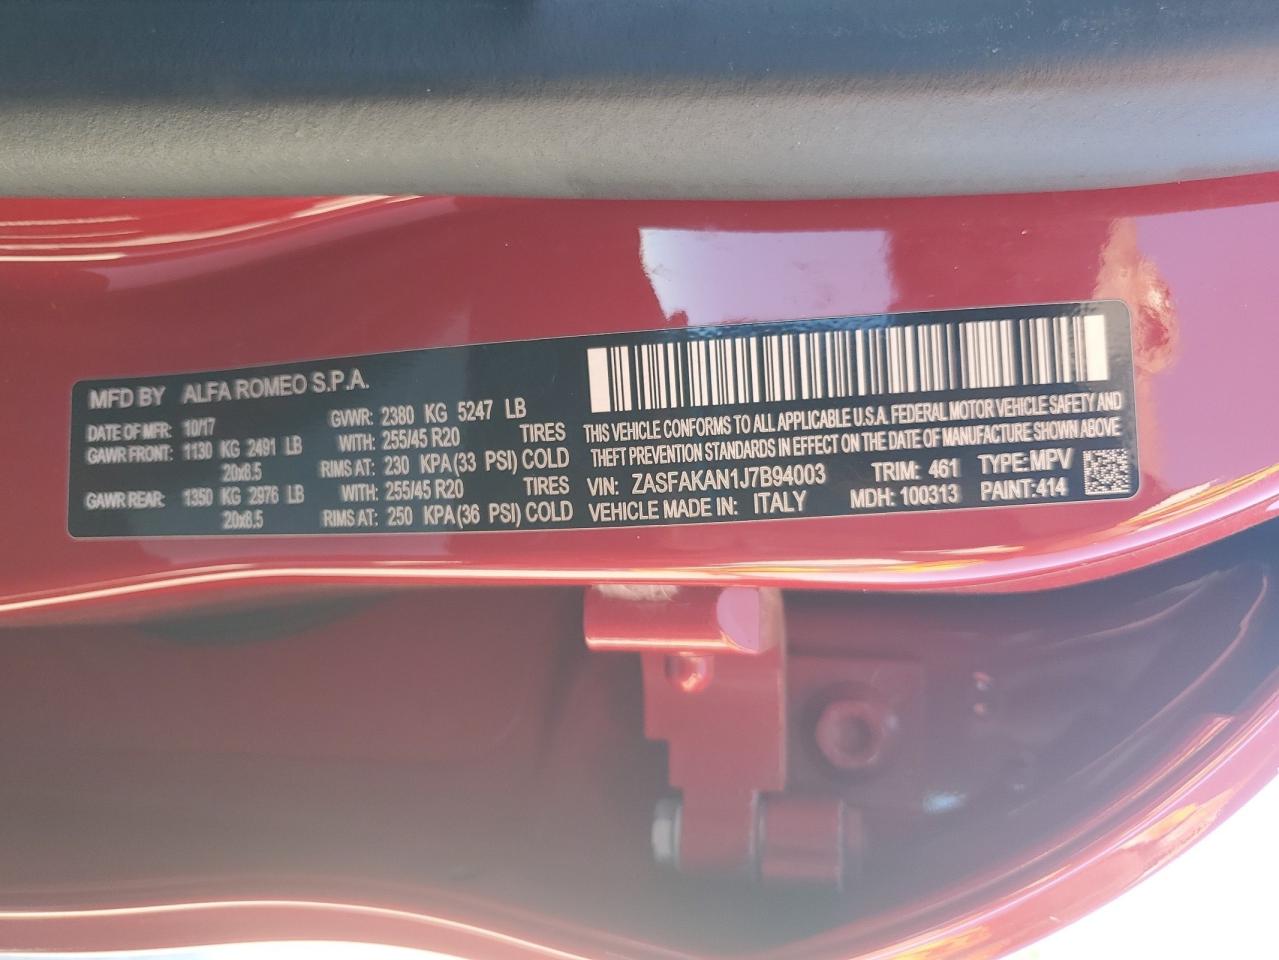 MFD BY ALFA ROMEO S.P.A.
DATE OF MFR: 10/17 GVWR: 2380 KG 5247 LB
GAWR FRONT: 1130 KG 2491 LB WITH: 255/45 R20 TIRES
20x8.5 RIMS AT: 230 KPA(33 PSI) COLD
GAWR REAR: 1350 KG 2976 LB WITH: 255/45 R20 TIRES
20x8.5 RIMS AT: 250 KPA(36 PSI) COLD
THIS VEHICLE CONFORMS TO ALL APPLICABLE U.S.A. FEDERAL MOTOR VEHICLE SAFETY AND
THEFT PREVENTION STANDARDS IN EFFECT ON THE DATE OF MANUFACTURE SHOWN ABOVE
VIN: ZASFAKAN1J7B94003 TRIM: 461 TYPE:MPV
VEHICLE MADE IN: ITALY MDH: 100313 PAINT:414